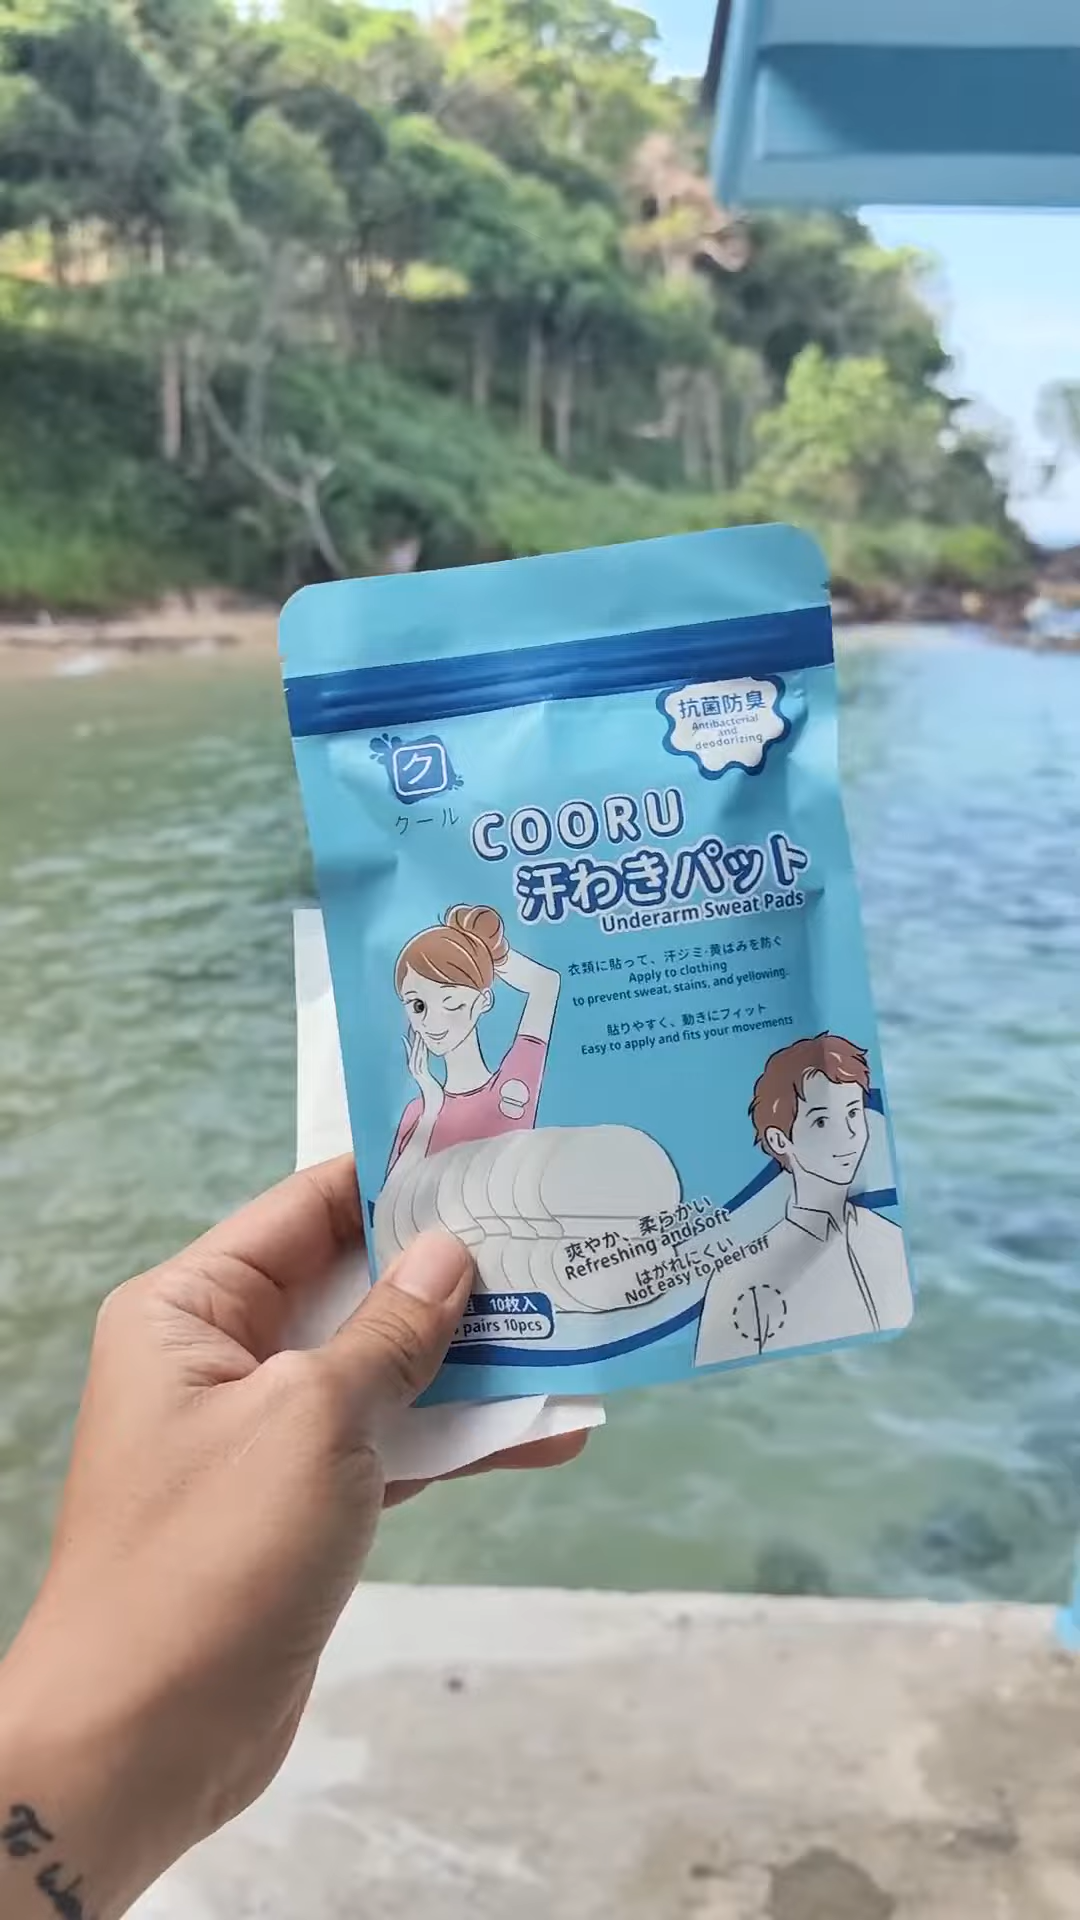 抗菌防臭
Antibacterial
and
deodorizing
ク
クール
COORU
汗わきパット
Underarm Sweat Pads
衣類に貼って、汗ジミ·黄はみを防ぐ
Apply to clothing
to prevent sweat, stains, and yellowing.
貼りやすく、動きにフィット
Easy to apply and fits your movements
爽やか、柔らかい
Refreshing and Soft
はがれにくい
Not easy to peel off
10枚入
pairs 10pcs
To